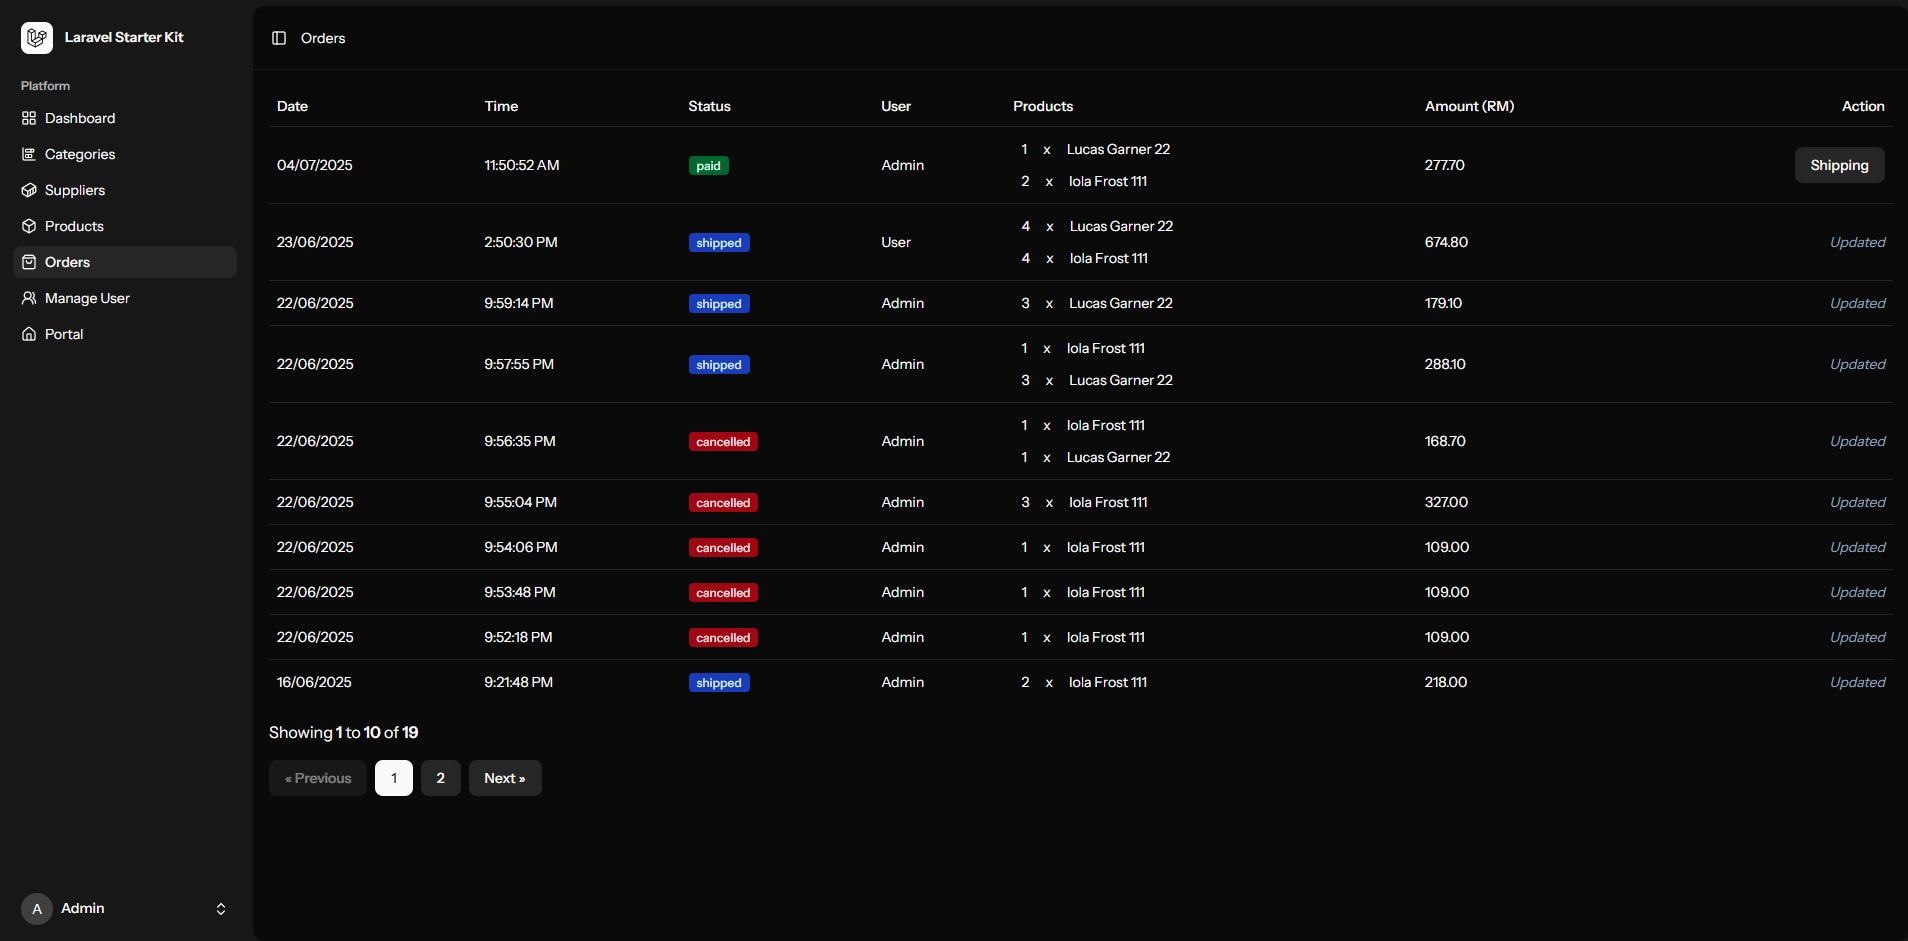 Laravel Starter Kit
Platform
Dashboard
Categories
Suppliers
Products
Orders
Manage User
Portal
A Admin
Orders
Date Time Status User Products Amount (RM) Action
04/07/2025 11:50:52 AM paid Admin 1 x Lucas Garner 22 277.70 Shipping
2 x Iola Frost 111
23/06/2025 2:50:30 PM shipped User 4 x Lucas Garner 22 674.80 Updated
4 x Iola Frost 111
22/06/2025 9:59:14 PM shipped Admin 3 x Lucas Garner 22 179.10 Updated
22/06/2025 9:57:55 PM shipped Admin 1 x Iola Frost 111 288.10 Updated
3 x Lucas Garner 22
22/06/2025 9:56:35 PM cancelled Admin 1 x Iola Frost 111 168.70 Updated
1 x Lucas Garner 22
22/06/2025 9:55:04 PM cancelled Admin 3 x Iola Frost 111 327.00 Updated
22/06/2025 9:54:06 PM cancelled Admin 1 x Iola Frost 111 109.00 Updated
22/06/2025 9:53:48 PM cancelled Admin 1 x Iola Frost 111 109.00 Updated
22/06/2025 9:52:18 PM cancelled Admin 1 x Iola Frost 111 109.00 Updated
16/06/2025 9:21:48 PM shipped Admin 2 x Iola Frost 111 218.00 Updated
Showing 1 to 10 of 19
« Previous 1 2 Next »